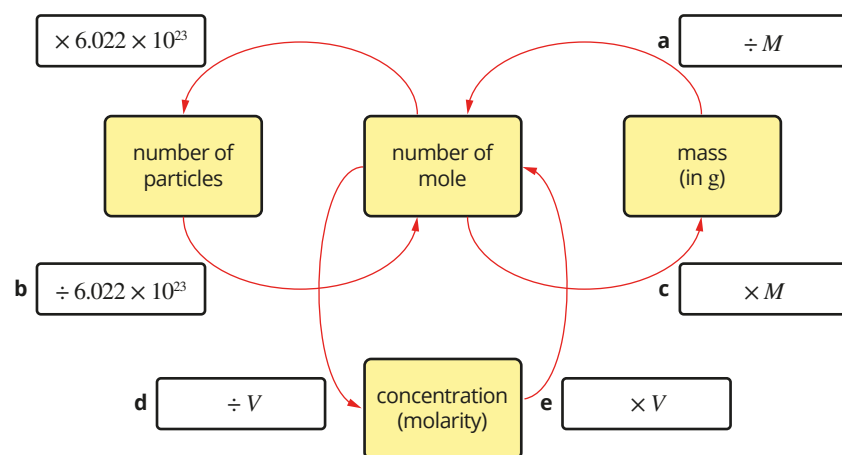 × 6.022 × 10²³
a
÷ M
number of
particles
number of
mole
mass
(in g)
b
÷ 6.022 × 10²³
c
× M
d
÷ V
concentration
(molarity)
e
× V